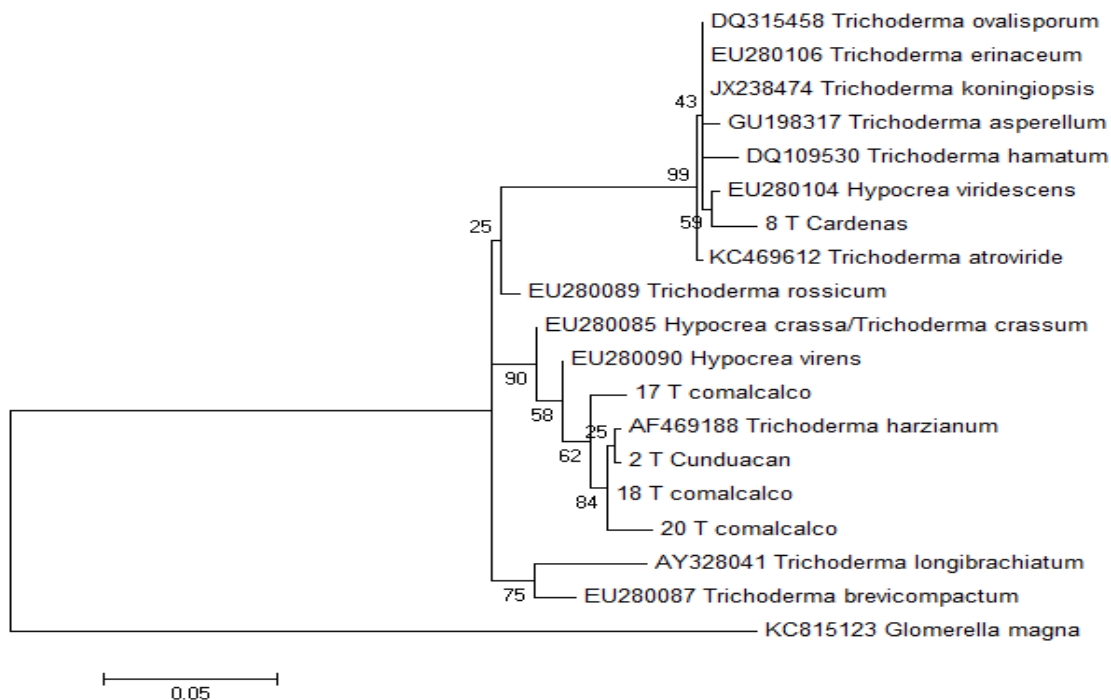 DQ315458 Trichoderma ovalisporum
EU280106 Trichoderma erinaceum
JX238474 Trichoderma koningiopsis
43
GU198317 Trichoderma asperellum
DQ109530 Trichoderma hamatum
99
EU280104 Hypocrea viridescens
59
8 T Cardenas
25
KC469612 Trichoderma atroviride
EU280089 Trichoderma rossicum
EU280085 Hypocrea crassa/Trichoderma crassum
EU280090 Hypocrea virens
90
17 T comalcalco
58
25
AF469188 Trichoderma harzianum
62
2 T Cunduacan
18 T comalcalco
84
20 T comalcalco
AY328041 Trichoderma longibrachiatum
75
EU280087 Trichoderma brevicompactum
KC815123 Glomerella magna
0.05